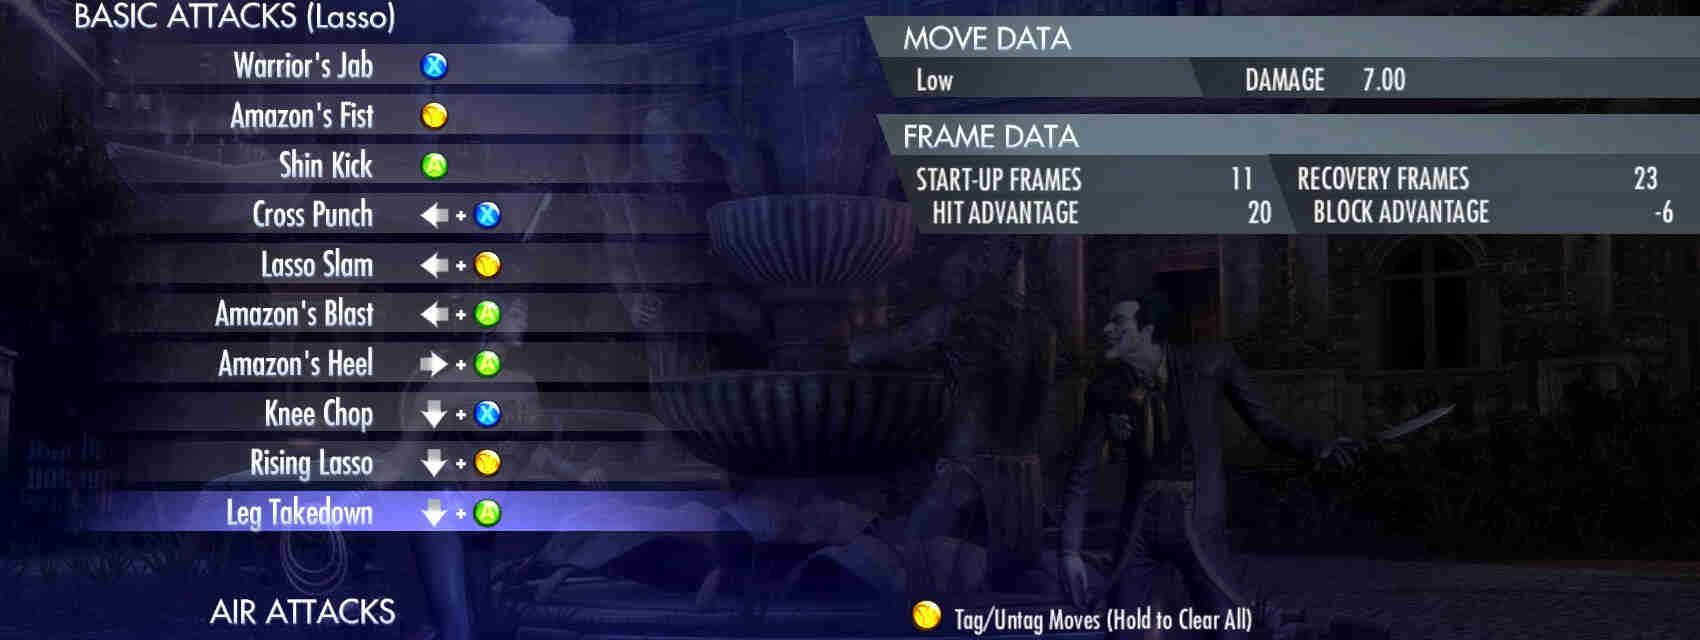 BASIC ATTACKS (Lasso)
Warrior's Jab X
Amazon's Fist Y
Shin Kick A
Cross Punch + X
Lasso Slam + Y
Amazon's Blast + A
Amazon's Heel + A
Knee Chop + X
Rising Lasso + Y
Leg Takedown + A
AIR ATTACKS
MOVE DATA
Low DAMAGE 7.00
FRAME DATA
START-UP FRAMES 11 RECOVERY FRAMES 23
HIT ADVANTAGE 20 BLOCK ADVANTAGE -6
Y Tag/Untag Moves (Hold to Clear All)